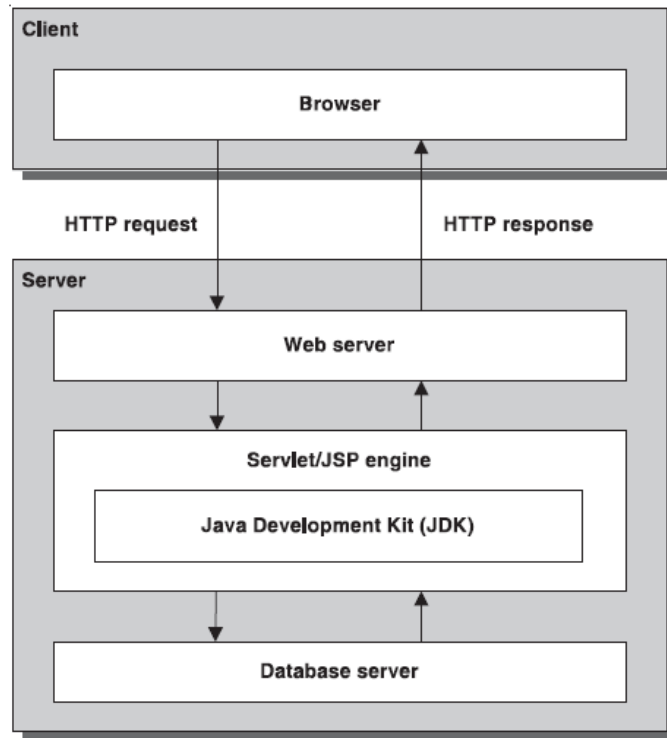 Client
Browser
HTTP request
HTTP response
Server
Web server
Servlet/JSP engine
Java Development Kit (JDK)
Database server